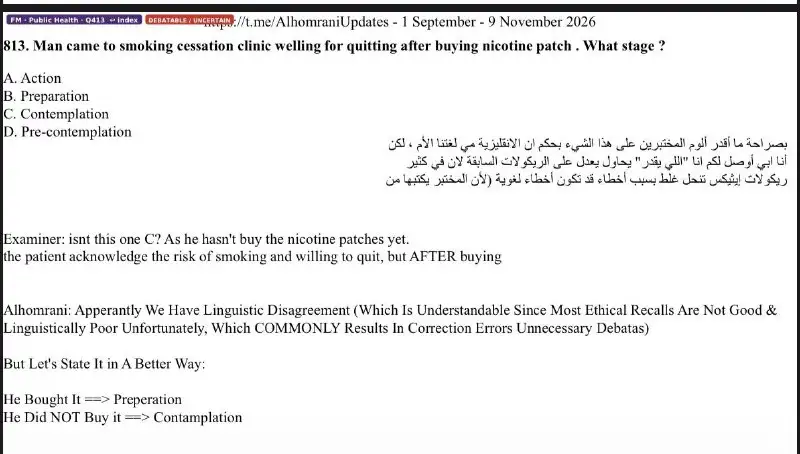 FM - Public Health - Q413 ↩ index DEBATABLE / UNCERTAIN ://t.me/AlhomraniUpdates - 1 September - 9 November 2026
813. Man came to smoking cessation clinic welling for quitting after buying nicotine patch . What stage ?
A. Action
B. Preparation
C. Contemplation
D. Pre-contemplation
بصراحة ما أقدر ألوم المختبرين على هذا الشيء بحكم ان الانقليزية مي لغتنا الأم ، لكن
أنا ابي أوصل لكم انا "اللي يقدر" يحاول يعدل على الريكولات السابقة لان في كثير
ريكولات إيثيكس تنحل غلط بسبب أخطاء قد تكون أخطاء لغوية (لأن المختبر يكتبها من
Examiner: isnt this one C? As he hasn't buy the nicotine patches yet.
the patient acknowledge the risk of smoking and willing to quit, but AFTER buying
Alhomrani: Apperantly We Have Linguistic Disagreement (Which Is Understandable Since Most Ethical Recalls Are Not Good &
Linguistically Poor Unfortunately, Which COMMONLY Results In Correction Errors Unnecessary Debatas)
But Let's State It in A Better Way:
He Bought It ==> Preperation
He Did NOT Buy it ==> Contamplation